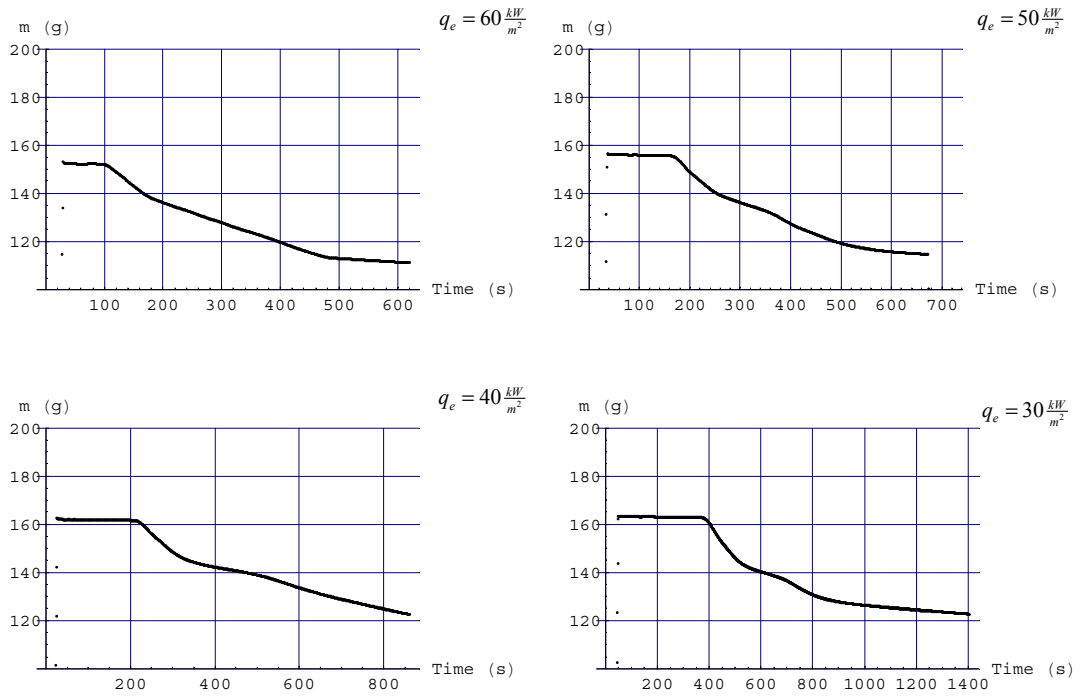 m (g)
q_e = 60 kW/m²
200
180
160
140
120
100 200 300 400 500 600
Time (s)
m (g)
q_e = 50 kW/m²
200
180
160
140
120
100 200 300 400 500 600 700
Time (s)
m (g)
q_e = 40 kW/m²
200
180
160
140
120
200 400 600 800
Time (s)
m (g)
q_e = 30 kW/m²
200
180
160
140
120
200 400 600 800 1000 1200 1400
Time (s)